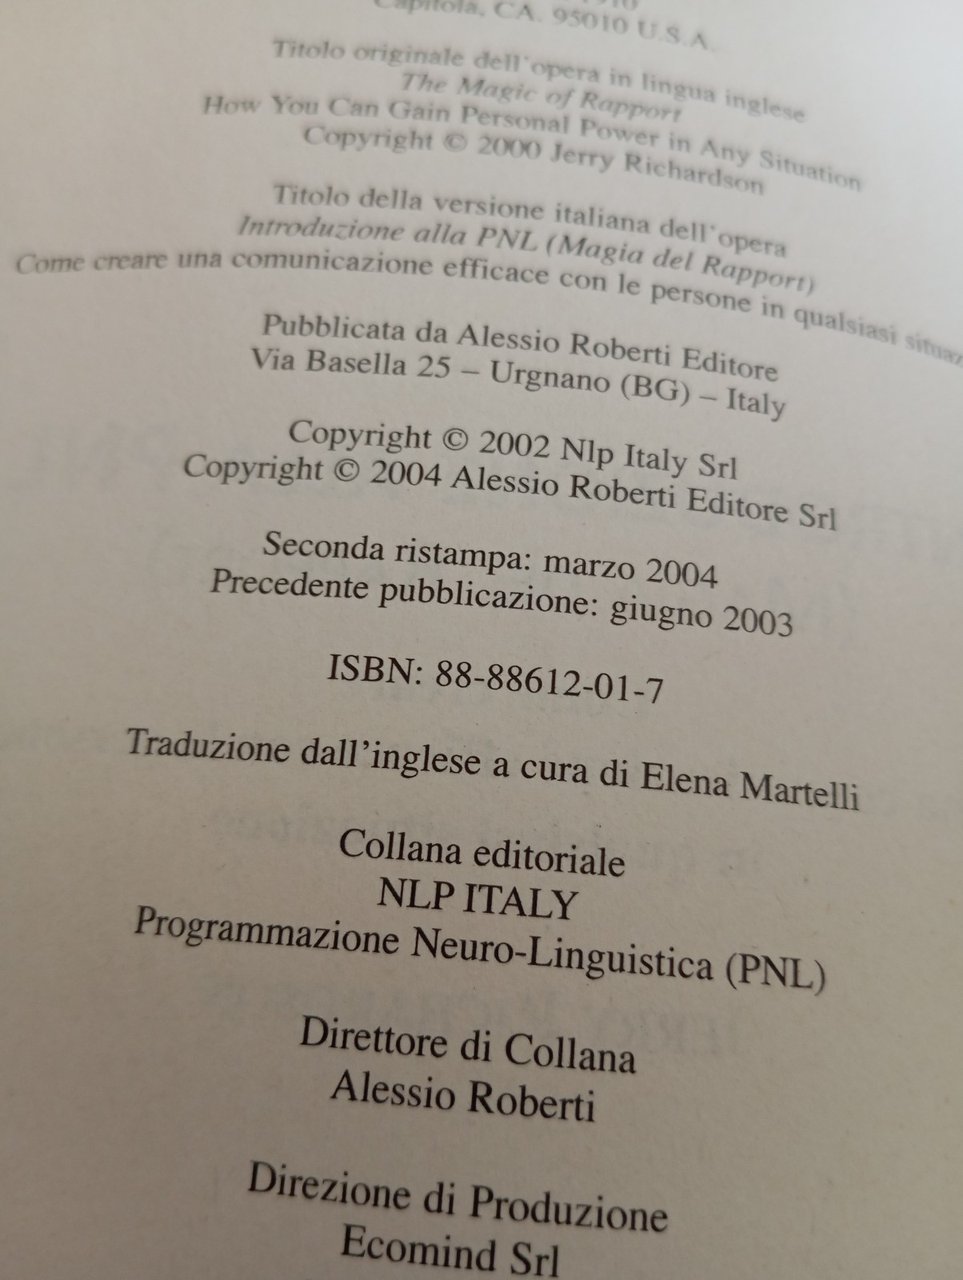 Capitola, CA. 95010 U.S.A.
Titolo originale dell'opera in lingua inglese
The Magic of Rapport
How You Can Gain Personal Power in Any Situation
Copyright © 2000 Jerry Richardson
Titolo della versione italiana dell'opera
Introduzione alla PNL (Magia del Rapport)
Come creare una comunicazione efficace con le persone in qualsiasi situaz
Pubblicata da Alessio Roberti Editore
Via Basella 25 – Urgnano (BG) – Italy
Copyright © 2002 Nlp Italy Srl
Copyright © 2004 Alessio Roberti Editore Srl
Seconda ristampa: marzo 2004
Precedente pubblicazione: giugno 2003
ISBN: 88-88612-01-7
Traduzione dall'inglese a cura di Elena Martelli
Collana editoriale
NLP ITALY
Programmazione Neuro-Linguistica (PNL)
Direttore di Collana
Alessio Roberti
Direzione di Produzione
Ecomind Srl